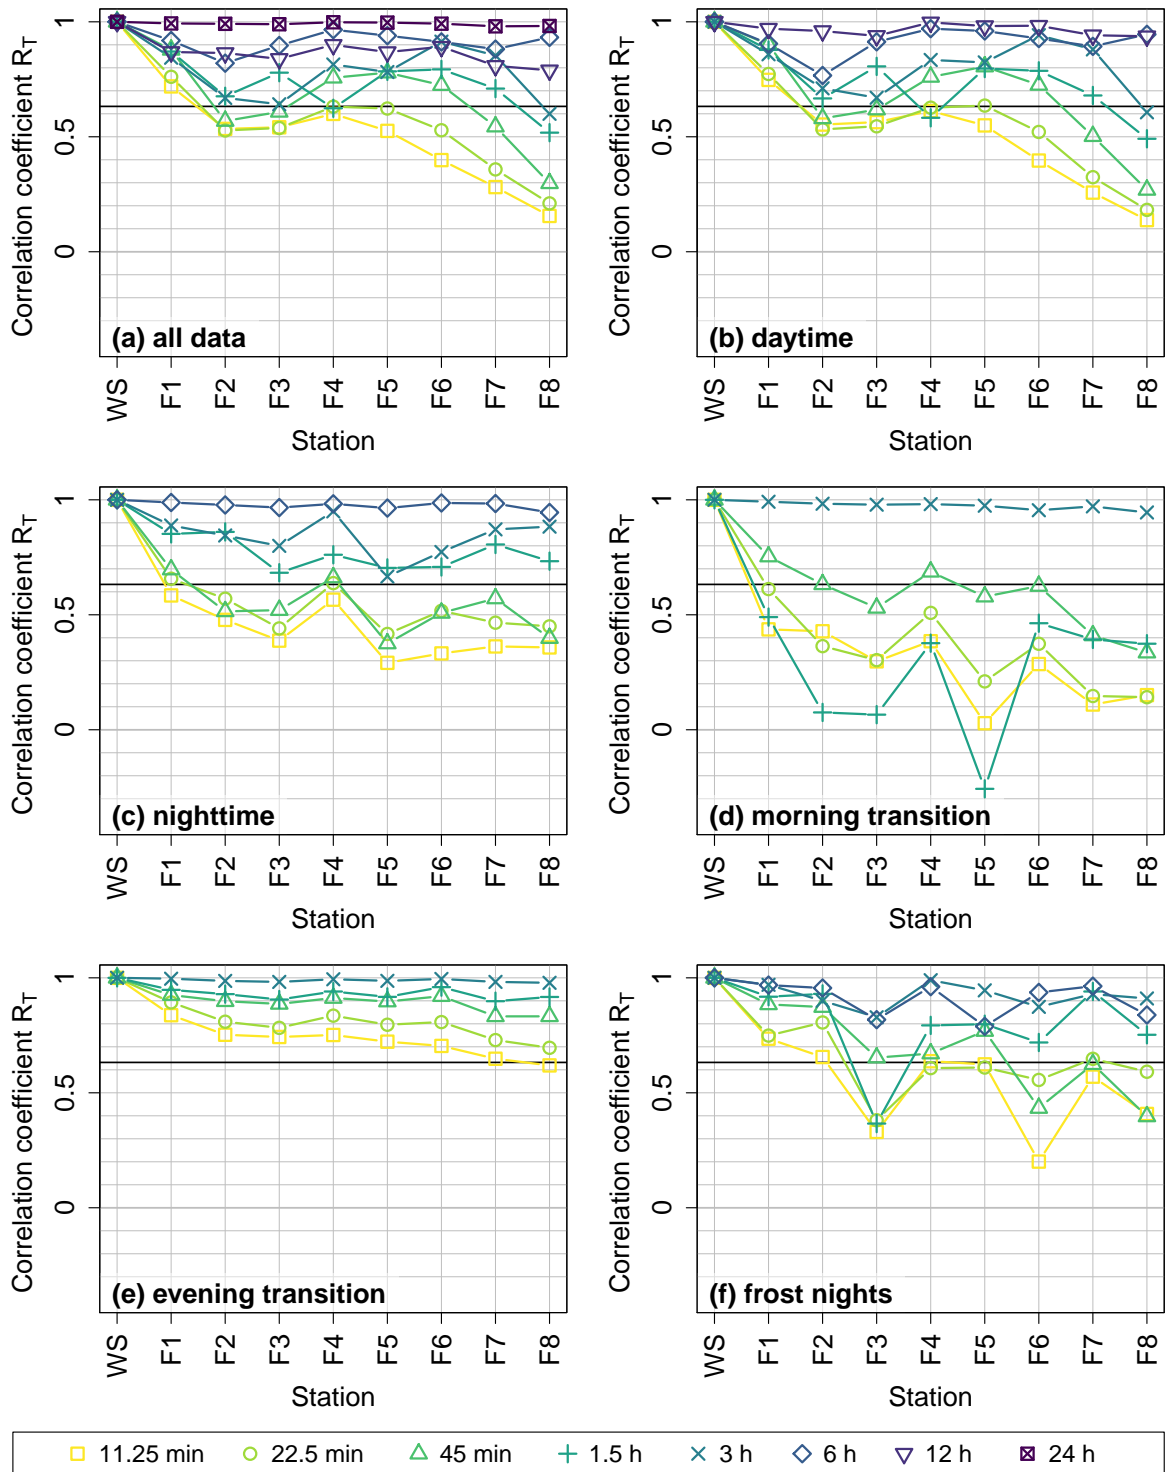 1
0.5
0
Correlation coefficient R_T
(a) all data
WS F1 F2 F3 F4 F5 F6 F7 F8
Station
1
0.5
0
Correlation coefficient R_T
(b) daytime
WS F1 F2 F3 F4 F5 F6 F7 F8
Station
1
0.5
0
Correlation coefficient R_T
(c) nighttime
WS F1 F2 F3 F4 F5 F6 F7 F8
Station
1
0.5
0
Correlation coefficient R_T
(d) morning transition
WS F1 F2 F3 F4 F5 F6 F7 F8
Station
1
0.5
0
Correlation coefficient R_T
(e) evening transition
WS F1 F2 F3 F4 F5 F6 F7 F8
Station
1
0.5
0
Correlation coefficient R_T
(f) frost nights
WS F1 F2 F3 F4 F5 F6 F7 F8
Station
11.25 min 22.5 min 45 min 1.5 h 3 h 6 h 12 h 24 h